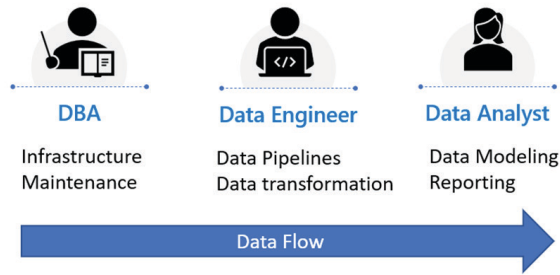 </>
DBA
Data Engineer
Data Analyst
Infrastructure
Maintenance
Data Pipelines
Data transformation
Data Modeling
Reporting
Data Flow